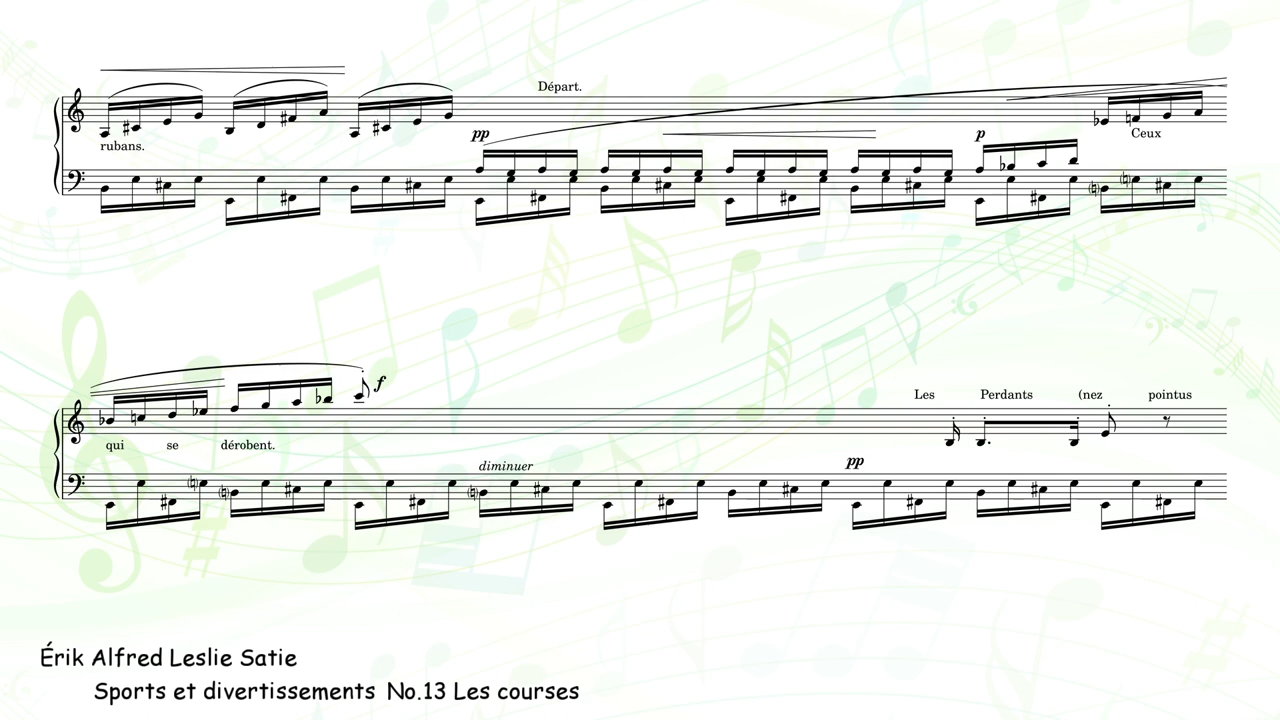 Départ.
pp p
rubans. Ceux
f
Les Perdants (nez pointus
qui se dérobent.
diminuer pp
Érik Alfred Leslie Satie
Sports et divertissements No.13 Les courses